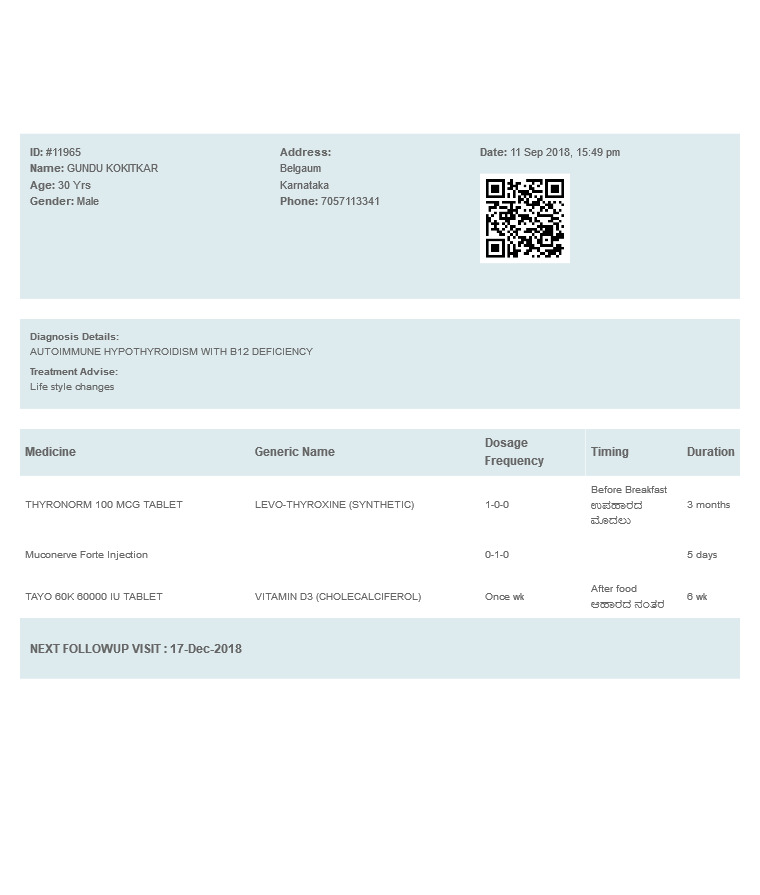 ID: #11965
Name: GUNDU KOKITKAR
Age: 30 Yrs
Gender: Male
Address:
Belgaum
Karnataka
Phone: 7057113341
Date: 11 Sep 2018, 15:49 pm
Diagnosis Details:
AUTOIMMUNE HYPOTHYROIDISM WITH B12 DEFICIENCY
Treatment Advise:
Life style changes
Medicine Generic Name Dosage Frequency Timing Duration
THYRONORM 100 MCG TABLET LEVO-THYROXINE (SYNTHETIC) 1-0-0 Before Breakfast ಉಪಹಾರದ ಮೊದಲು 3 months
Muconerve Forte Injection 0-1-0 5 days
TAYO 60K 60000 IU TABLET VITAMIN D3 (CHOLECALCIFEROL) Once wk After food ಆಹಾರದ ನಂತರ 6 wk
NEXT FOLLOWUP VISIT : 17-Dec-2018